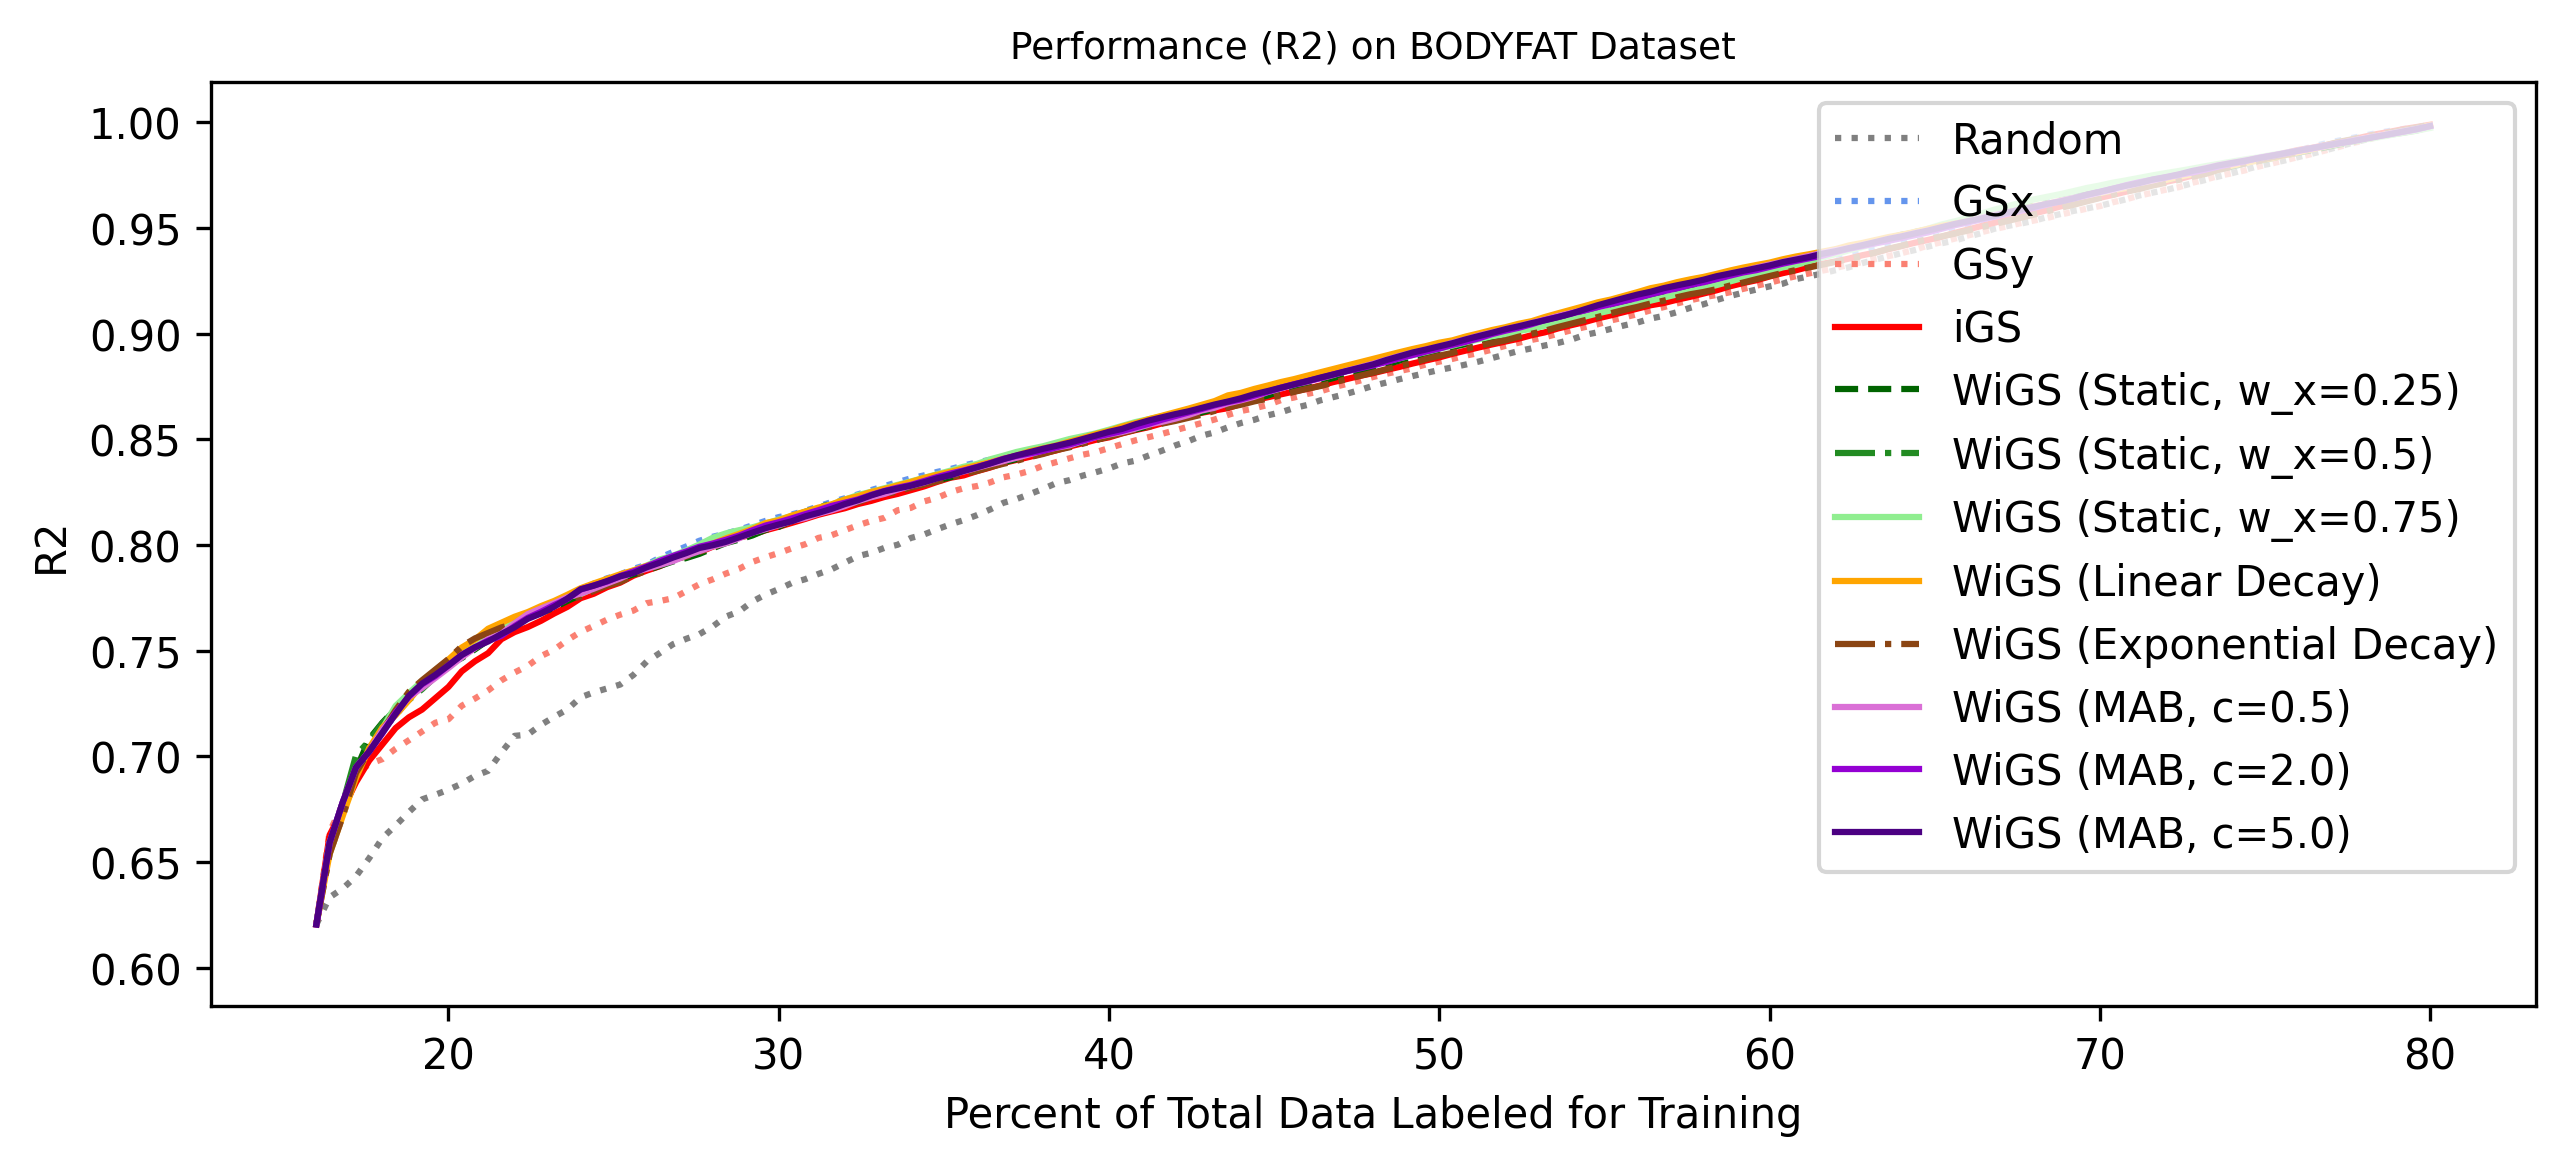 Performance (R2) on BODYFAT Dataset
1.00
0.95
0.90
0.85
0.80
0.75
0.70
0.65
0.60
R2
Random
GSx
GSy
iGS
WiGS (Static, w_x=0.25)
WiGS (Static, w_x=0.5)
WiGS (Static, w_x=0.75)
WiGS (Linear Decay)
WiGS (Exponential Decay)
WiGS (MAB, c=0.5)
WiGS (MAB, c=2.0)
WiGS (MAB, c=5.0)
20 30 40 50 60 70 80
Percent of Total Data Labeled for Training